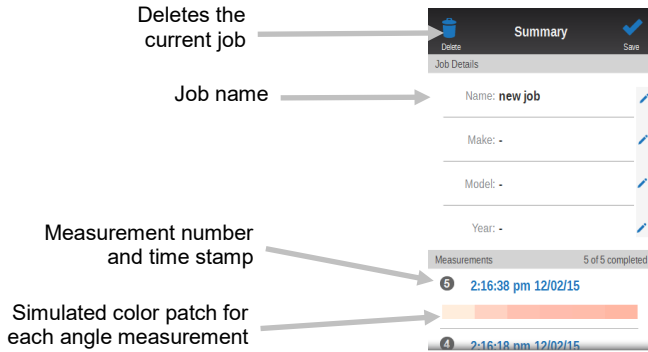 Deletes the
current job
Job name
Measurement number
and time stamp
Simulated color patch for
each angle measurement
Summary
Delete
Save
Job Details
Name: new job
Make: -
Model: -
Year: -
Measurements 5 of 5 completed
5 2:16:38 pm 12/02/15
4 2:16:18 pm 12/02/15